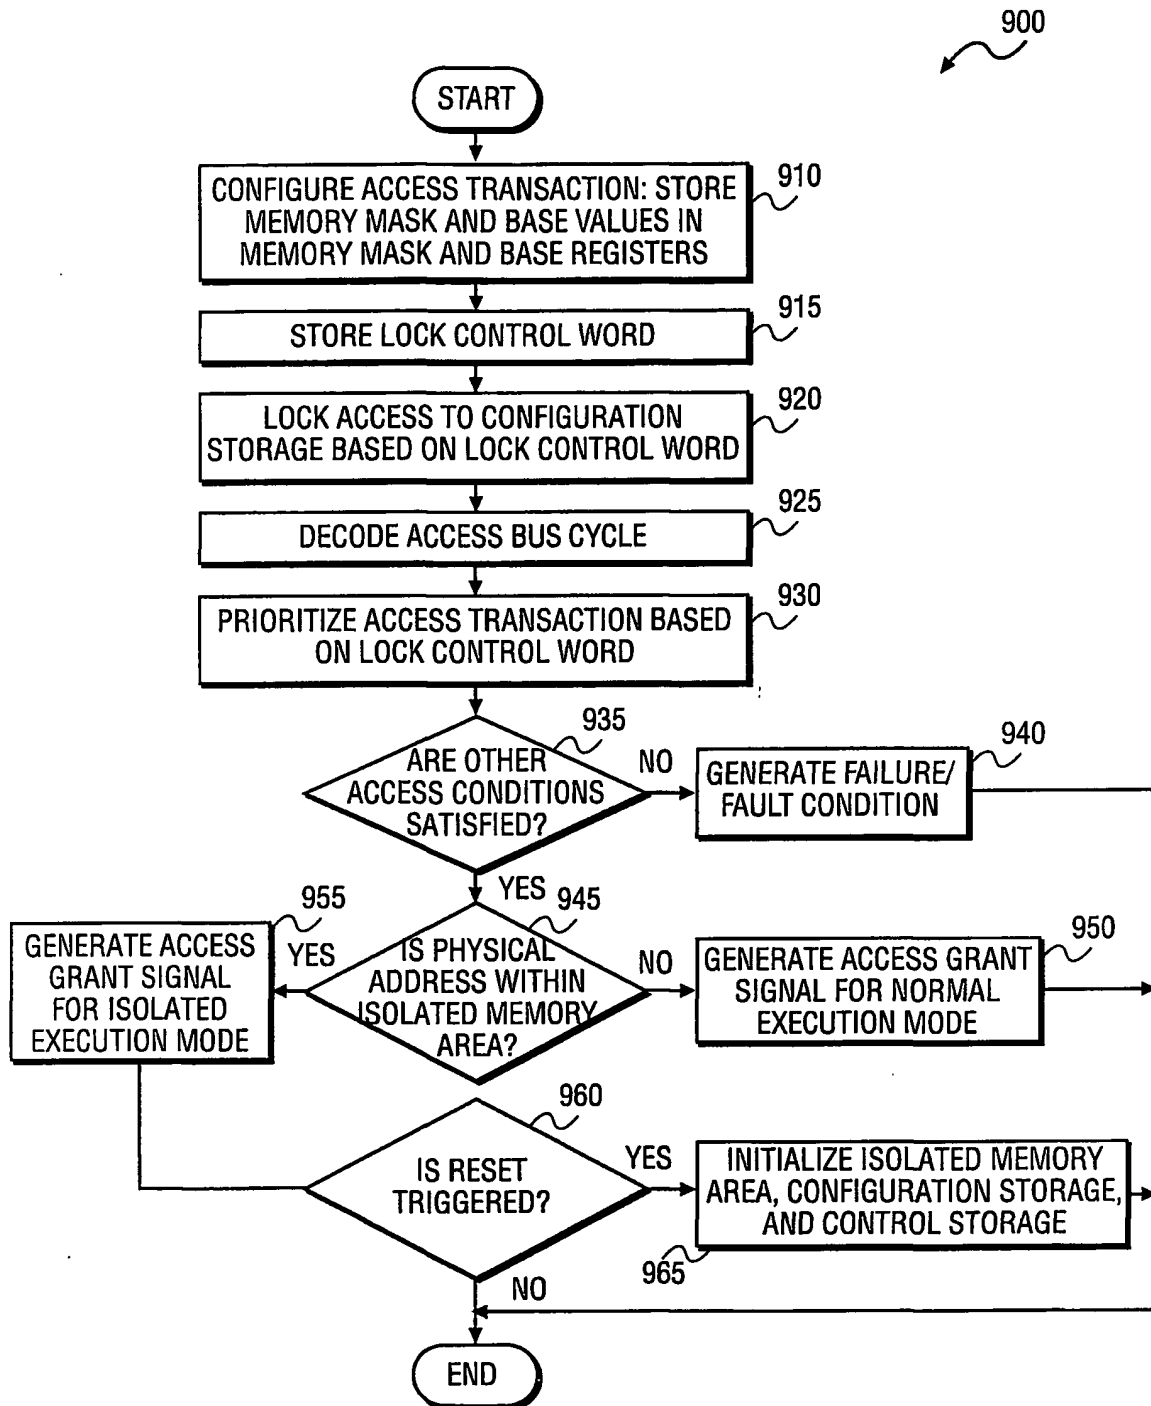 900
START
CONFIGURE ACCESS TRANSACTION: STORE
MEMORY MASK AND BASE VALUES IN
MEMORY MASK AND BASE REGISTERS
910
STORE LOCK CONTROL WORD
915
LOCK ACCESS TO CONFIGURATION
STORAGE BASED ON LOCK CONTROL WORD
920
DECODE ACCESS BUS CYCLE
925
PRIORITIZE ACCESS TRANSACTION BASED
ON LOCK CONTROL WORD
930
ARE OTHER
ACCESS CONDITIONS
SATISFIED?
935
NO
GENERATE FAILURE/
FAULT CONDITION
940
YES
IS PHYSICAL
ADDRESS WITHIN
ISOLATED MEMORY
AREA?
945
YES
GENERATE ACCESS
GRANT SIGNAL
FOR ISOLATED
EXECUTION MODE
955
NO
GENERATE ACCESS GRANT
SIGNAL FOR NORMAL
EXECUTION MODE
950
IS RESET
TRIGGERED?
960
YES
INITIALIZE ISOLATED MEMORY
AREA, CONFIGURATION STORAGE,
AND CONTROL STORAGE
965
NO
END